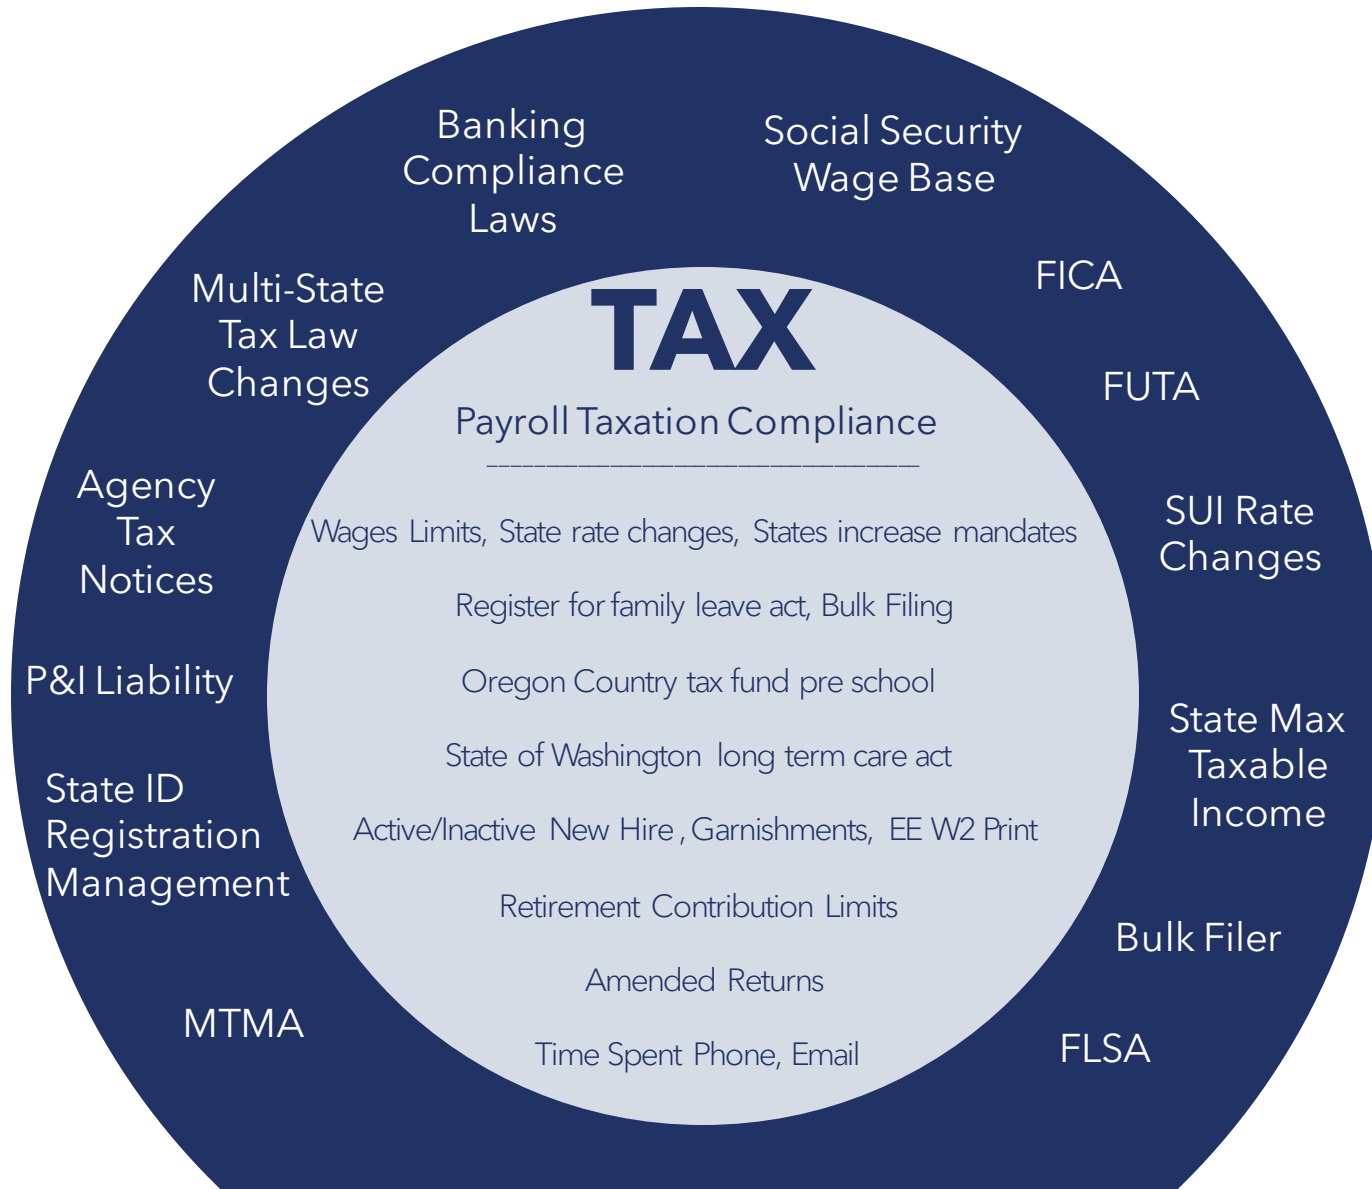 Banking
Compliance
Laws
Social Security
Wage Base
Multi-State
Tax Law
Changes
FICA
FUTA
Agency
Tax
Notices
SUI Rate
Changes
P&I Liability
State Max
Taxable
Income
State ID
Registration
Management
Bulk Filer
MTMA
FLSA
TAX
Payroll Taxation Compliance
Wages Limits, State rate changes, States increase mandates
Register for family leave act, Bulk Filing
Oregon Country tax fund pre school
State of Washington long term care act
Active/Inactive New Hire , Garnishments, EE W2 Print
Retirement Contribution Limits
Amended Returns
Time Spent Phone, Email